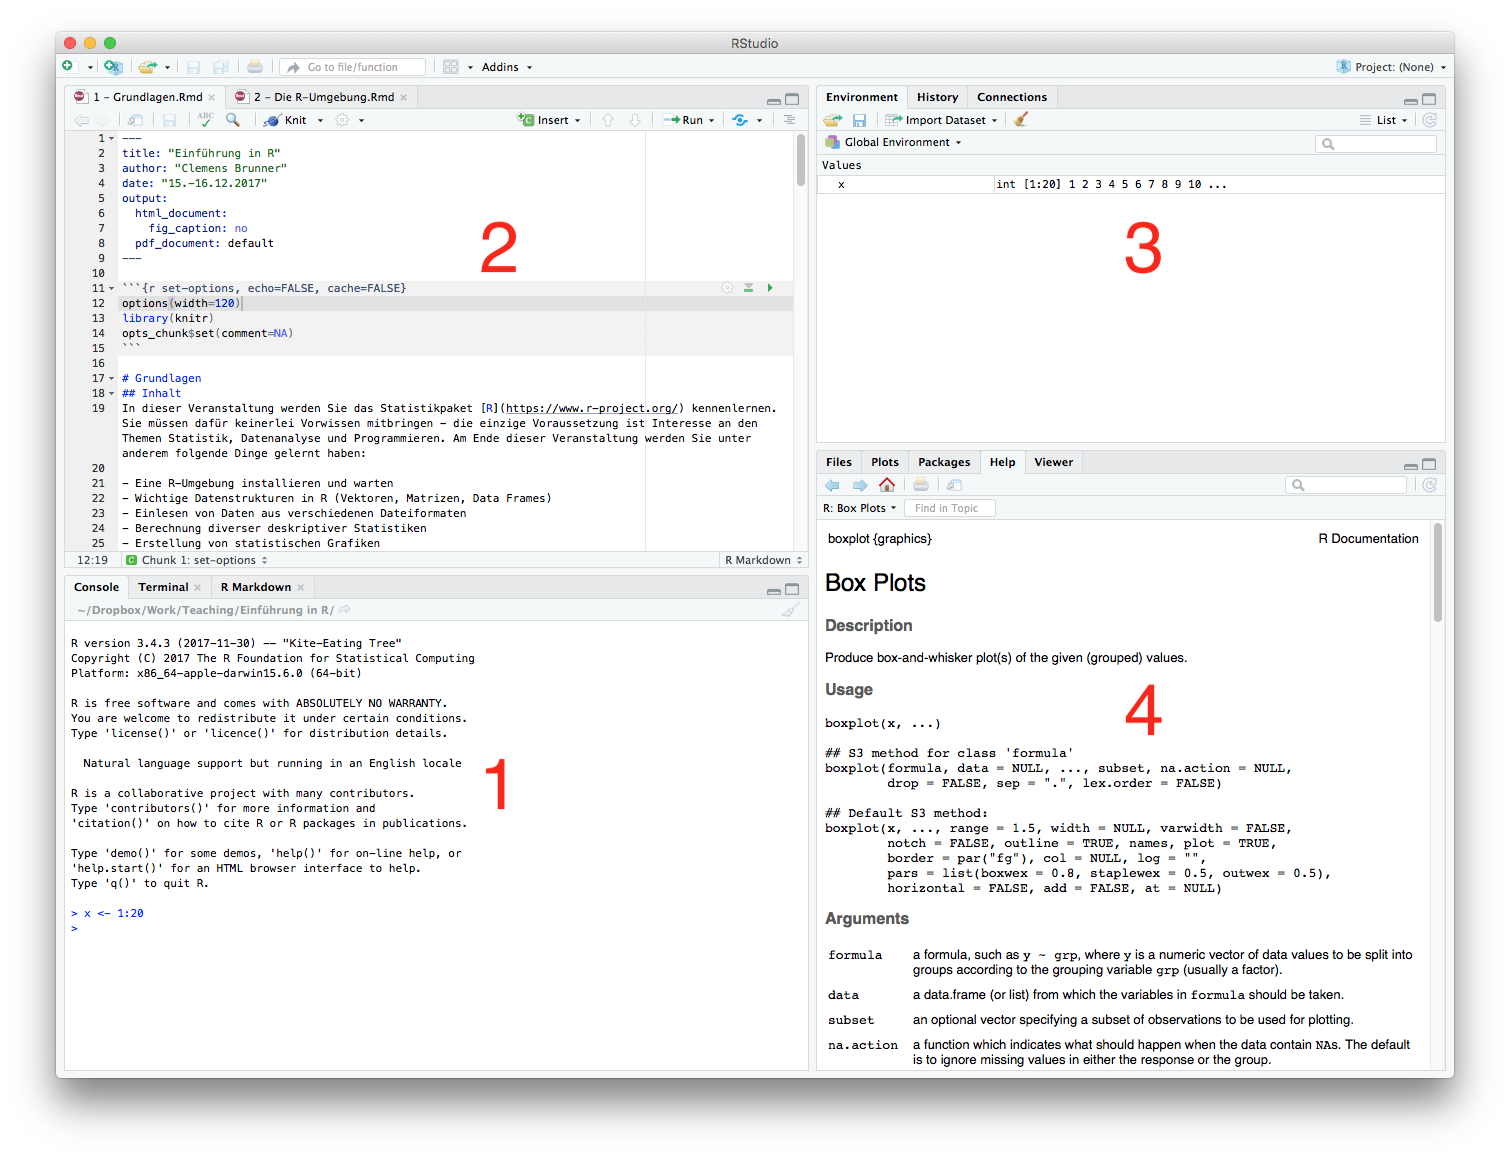 RStudio
Go to file/function
Addins
Project: (None)
1 - Grundlagen.Rmd
2 - Die R-Umgebung.Rmd
ABC
Knit
Insert
Run
1 ---
2 title: "Einführung in R"
3 author: "Clemens Brunner"
4 date: "15.-16.12.2017"
5 output:
6 html_document:
7 fig_caption: no
8 pdf_document: default
9 ---
10
11 ```{r set-options, echo=FALSE, cache=FALSE}
12 options(width=120)
13 library(knitr)
14 opts_chunk$set(comment=NA)
15 ```
16
17 # Grundlagen
18 ## Inhalt
19 In dieser Veranstaltung werden Sie das Statistikpaket [R](https://www.r-project.org/) kennenlernen.
Sie müssen dafür keinerlei Vorwissen mitbringen - die einzige Voraussetzung ist Interesse an den
Themen Statistik, Datenanalyse und Programmieren. Am Ende dieser Veranstaltung werden Sie unter
anderem folgende Dinge gelernt haben:
20
21 - Eine R-Umgebung installieren und warten
22 - Wichtige Datenstrukturen in R (Vektoren, Matrizen, Data Frames)
23 - Einlesen von Daten aus verschiedenen Dateiformaten
24 - Berechnung diverser deskriptiver Statistiken
25 - Erstellung von statistischen Grafiken
2
12:19 C Chunk 1: set-options R Markdown
Console Terminal R Markdown
~/Dropbox/Work/Teaching/Einführung in R/
R version 3.4.3 (2017-11-30) -- "Kite-Eating Tree"
Copyright (C) 2017 The R Foundation for Statistical Computing
Platform: x86_64-apple-darwin15.6.0 (64-bit)
R is free software and comes with ABSOLUTELY NO WARRANTY.
You are welcome to redistribute it under certain conditions.
Type 'license()' or 'licence()' for distribution details.
Natural language support but running in an English locale
R is a collaborative project with many contributors.
Type 'contributors()' for more information and
'citation()' on how to cite R or R packages in publications.
Type 'demo()' for some demos, 'help()' for on-line help, or
'help.start()' for an HTML browser interface to help.
Type 'q()' to quit R.
> x <- 1:20
>
1
Environment History Connections
Import Dataset
List
Global Environment
Values
x int [1:20] 1 2 3 4 5 6 7 8 9 10 ...
3
Files Plots Packages Help Viewer
R: Box Plots Find in Topic
boxplot {graphics} R Documentation
Box Plots
Description
Produce box-and-whisker plot(s) of the given (grouped) values.
Usage
boxplot(x, ...)
## S3 method for class 'formula'
boxplot(formula, data = NULL, ..., subset, na.action = NULL,
drop = FALSE, sep = ".", lex.order = FALSE)
## Default S3 method:
boxplot(x, ..., range = 1.5, width = NULL, varwidth = FALSE,
notch = FALSE, outline = TRUE, names, plot = TRUE,
border = par("fg"), col = NULL, log = "",
pars = list(boxwex = 0.8, staplewex = 0.5, outwex = 0.5),
horizontal = FALSE, add = FALSE, at = NULL)
4
Arguments
formula a formula, such as y ~ grp, where y is a numeric vector of data values to be split into
groups according to the grouping variable grp (usually a factor).
data a data.frame (or list) from which the variables in formula should be taken.
subset an optional vector specifying a subset of observations to be used for plotting.
na.action a function which indicates what should happen when the data contain NAs. The default
is to ignore missing values in either the response or the group.